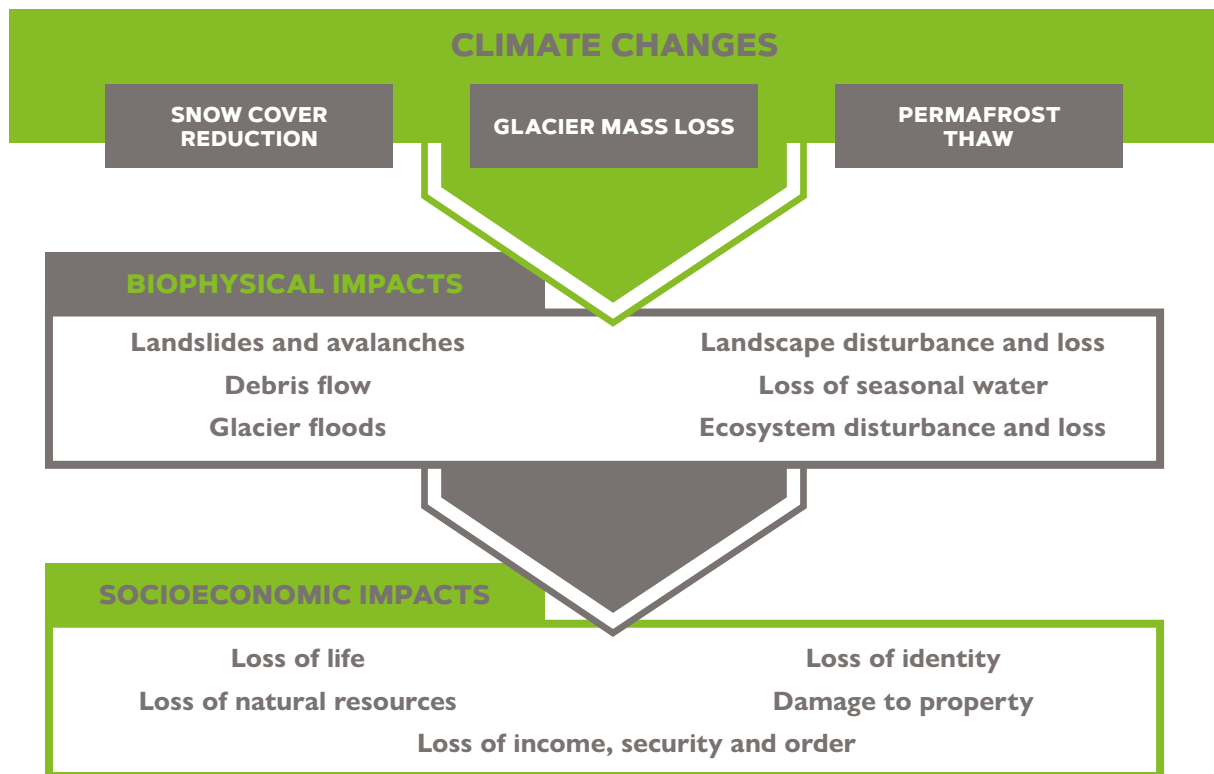 CLIMATE CHANGES
SNOW COVER
REDUCTION
GLACIER MASS LOSS
PERMAFROST
THAW
BIOPHYSICAL IMPACTS
Landslides and avalanches
Debris flow
Glacier floods
Landscape disturbance and loss
Loss of seasonal water
Ecosystem disturbance and loss
SOCIOECONOMIC IMPACTS
Loss of life
Loss of natural resources
Loss of identity
Damage to property
Loss of income, security and order